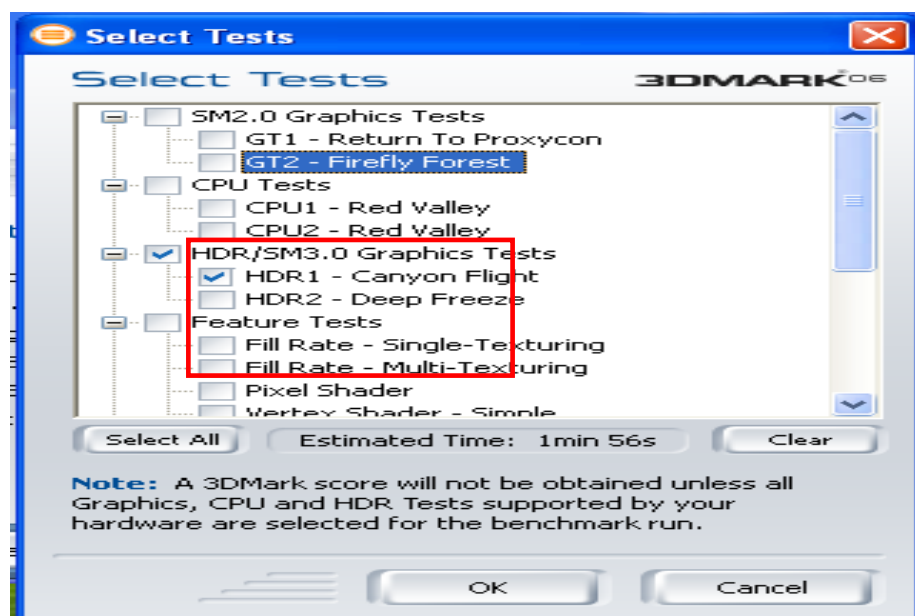 Select Tests
Select Tests
3DMARK 06
SM2.0 Graphics Tests
GT1 - Return To Proxycon
GT2 - Firefly Forest
CPU Tests
CPU1 - Red Valley
CPU2 - Red Valley
HDR/SM3.0 Graphics Tests
HDR1 - Canyon Flight
HDR2 - Deep Freeze
Feature Tests
Fill Rate - Single-Texturing
Fill Rate - Multi-Texturing
Pixel Shader
Vertex Shader - Simple
Select All
Estimated Time: 1min 56s
Clear
Note: A 3DMark score will not be obtained unless all
Graphics, CPU and HDR Tests supported by your
hardware are selected for the benchmark run.
OK
Cancel